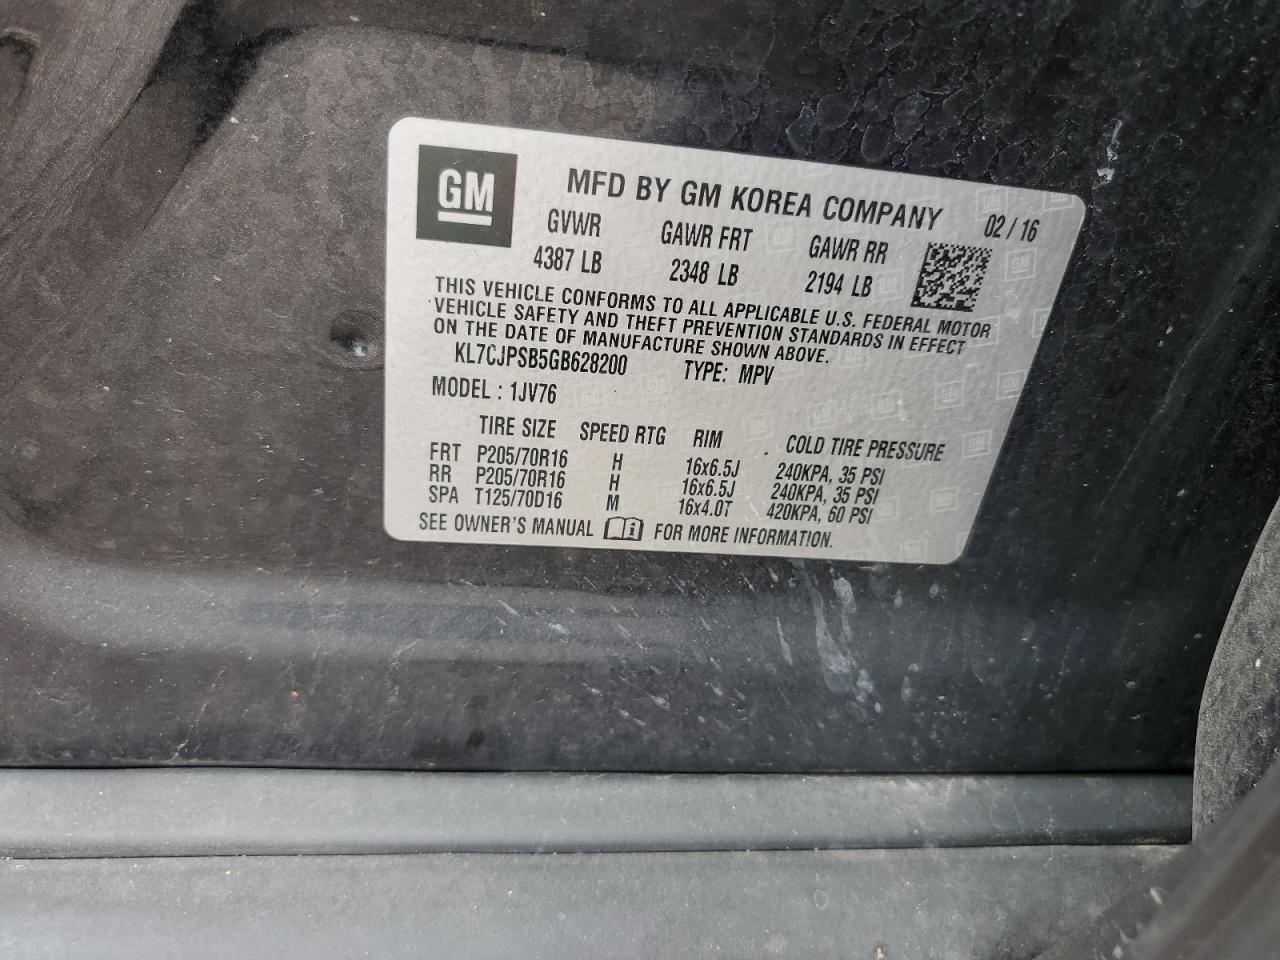 GM
MFD BY GM KOREA COMPANY 02 / 16
GVWR GAWR FRT GAWR RR
4387 LB 2348 LB 2194 LB
THIS VEHICLE CONFORMS TO ALL APPLICABLE U.S. FEDERAL MOTOR
VEHICLE SAFETY AND THEFT PREVENTION STANDARDS IN EFFECT
ON THE DATE OF MANUFACTURE SHOWN ABOVE.
KL7CJPSB5GB628200 TYPE: MPV
MODEL : 1JV76
TIRE SIZE SPEED RTG RIM COLD TIRE PRESSURE
FRT P205/70R16 H 16x6.5J 240KPA, 35 PSI
RR P205/70R16 H 16x6.5J 240KPA, 35 PSI
SPA T125/70D16 M 16x4.0T 420KPA, 60 PSI
SEE OWNER'S MANUAL FOR MORE INFORMATION.